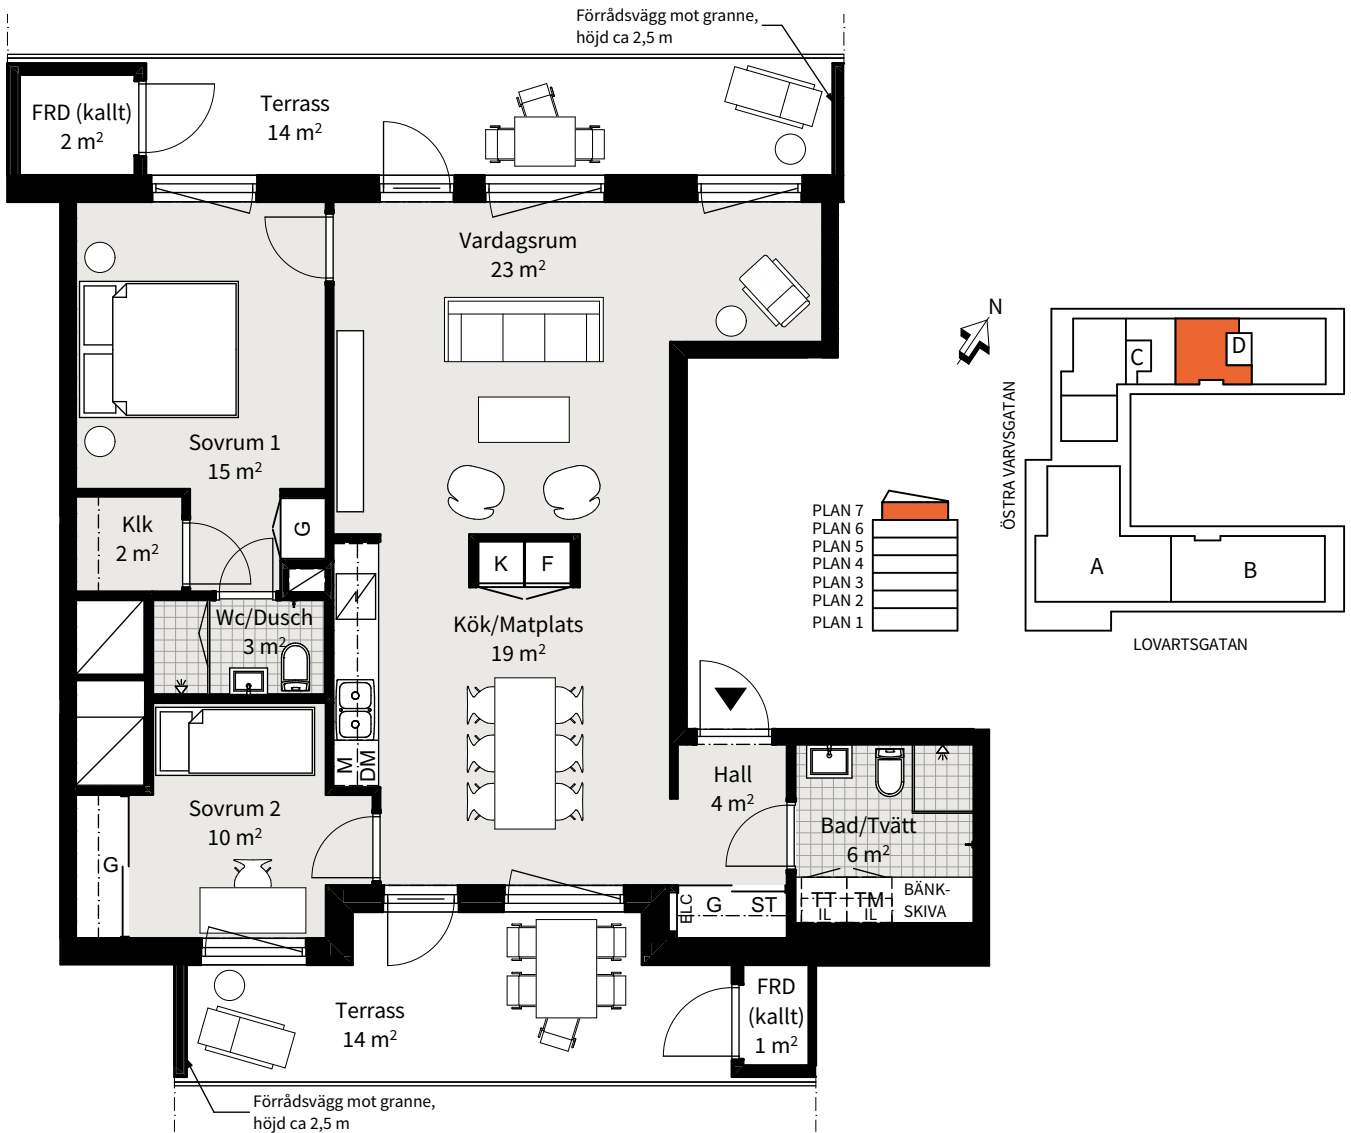 Förrådsvägg mot granne,
höjd ca 2,5 m
FRD (kallt)
2 m²
Terrass
14 m²
Vardagsrum
23 m²
Sovrum 1
15 m²
Klk
2 m²
G
K F
Wc/Dusch
3 m²
Kök/Matplats
19 m²
M
DM
Sovrum 2
10 m²
G
Hall
4 m²
Bad/Tvätt
6 m²
ELC
G ST
TT TM
IL IL
BÄNK-
SKIVA
Terrass
14 m²
FRD
(kallt)
1 m²
Förrådsvägg mot granne,
höjd ca 2,5 m
N
C
D
A
B
ÖSTRA VARVSGATAN
LOVARTSGATAN
PLAN 7
PLAN 6
PLAN 5
PLAN 4
PLAN 3
PLAN 2
PLAN 1